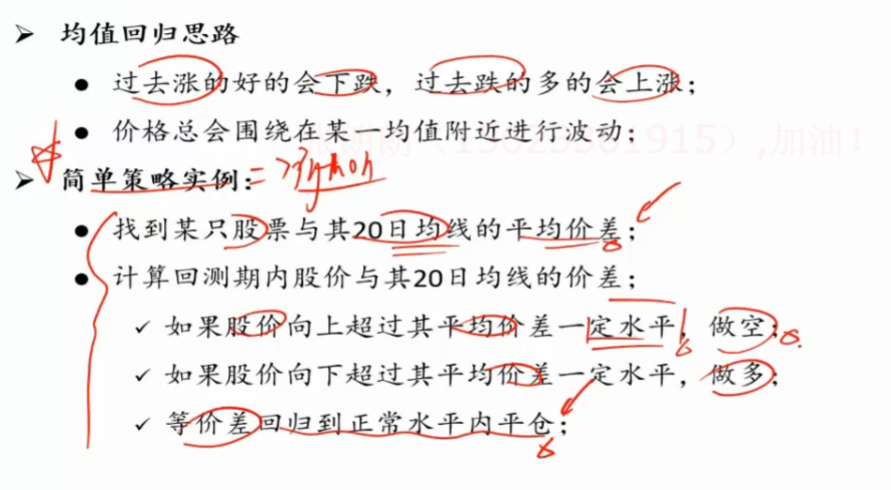 ➤ 均值回归思路
● 过去涨的好的会下跌，过去跌的多的会上涨；
● 价格总会围绕在某一均值附近进行波动；
），加油！
➤ 简单策略实例：= Python
● 找到某只股票与其20日均线的平均价差；
● 计算回测期内股价与其20日均线的价差；
✓ 如果股价向上超过其平均价差一定水平，做空；
✓ 如果股价向下超过其平均价差一定水平，做多；
✓ 等价差回归到正常水平内平仓；